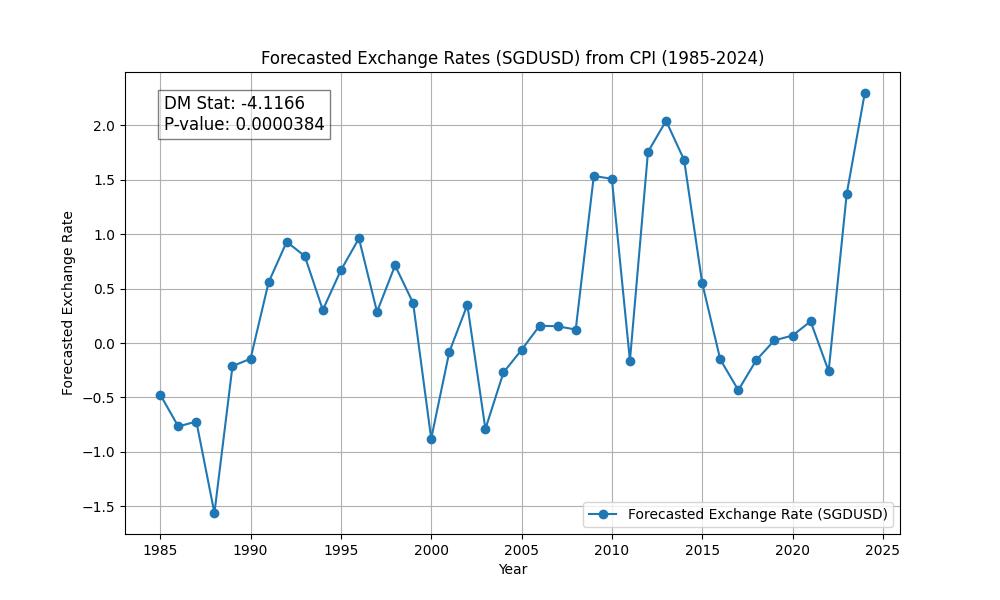 Forecasted Exchange Rates (SGDUSD) from CPI (1985-2024)
DM Stat: -4.1166
P-value: 0.0000384
Forecasted Exchange Rate
2.0
1.5
1.0
0.5
0.0
−0.5
−1.0
−1.5
Forecasted Exchange Rate (SGDUSD)
1985 1990 1995 2000 2005 2010 2015 2020 2025
Year